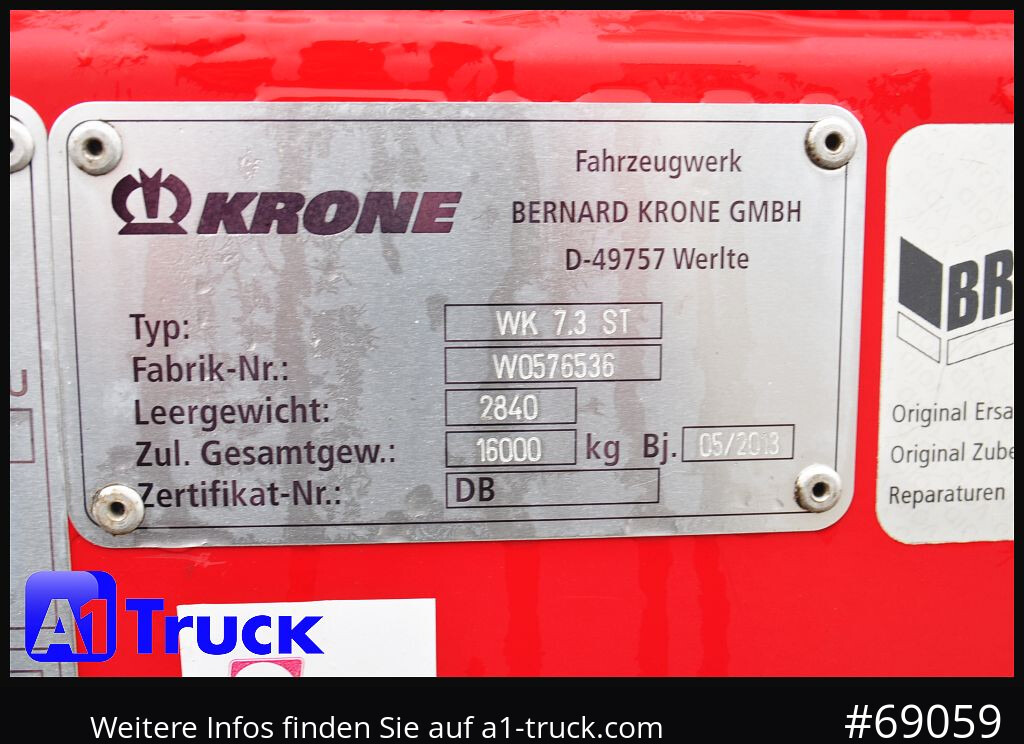 KRONE
Fahrzeugwerk
BERNARD KRONE GMBH
D-49757 Werlte
Typ: WK 7.3 ST
Fabrik-Nr.: W0576536
Leergewicht: 2840
Zul. Gesamtgew.: 16000 kg Bj. 05/2013
Zertifikat-Nr.: DB
BR
Original Ersa
Original Zube
Reparaturen
A1 Truck
Weitere Infos finden Sie auf a1-truck.com
#69059